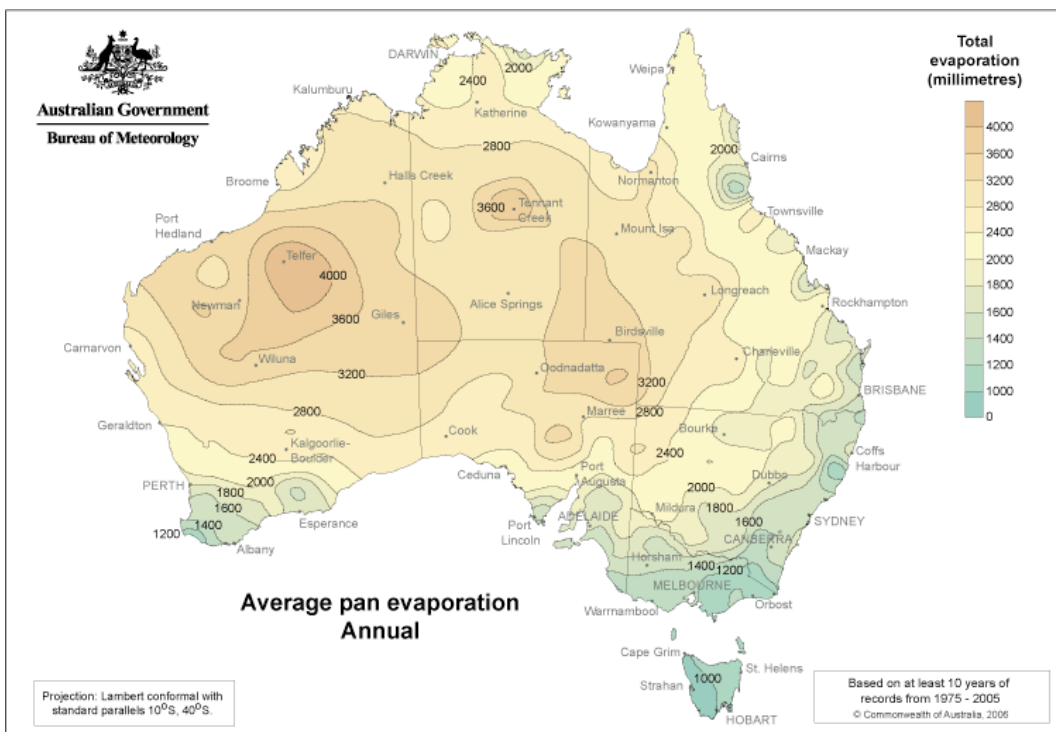 Australian Government
Bureau of Meteorology
Total
evaporation
(millimetres)
4000
3600
3200
2800
2400
2000
1800
1600
1400
1200
1000
0
DARWIN
2000
2400
Weipa
Kalumburu
Katherine
Kowanyama
2800
2000
Cairns
Halls Creek
Normanton
Broome
3600
Tennant
Creek
Townsville
Port
Hedland
Mount Isa
Mackay
Telfer
4000
Newman
Alice Springs
Longreach
Rockhampton
3600
Giles
Birdsville
Carnarvon
Wiluna
Charleville
3200
Oodnadatta
3200
BRISBANE
2800
Marree
2800
Geraldton
Cook
Bourke
Kalgoorlie-
Boulder
2400
2400
Coffs
Harbour
Ceduna
Port
Augusta
PERTH
2000
Dubbo
1800
2000
1600
Mildura
1800
Esperance
Port
Lincoln
ADELAIDE
1600
SYDNEY
1400
1200
CANBERRA
Albany
Horsham
1400
1200
MELBOURNE
Average pan evaporation
Annual
Warrnambool
Orbost
Cape Grim
St. Helens
1000
Strahan
HOBART
Projection: Lambert conformal with
standard parallels 10°S, 40°S.
Based on at least 10 years of
records from 1975 - 2005
© Commonwealth of Australia, 2006